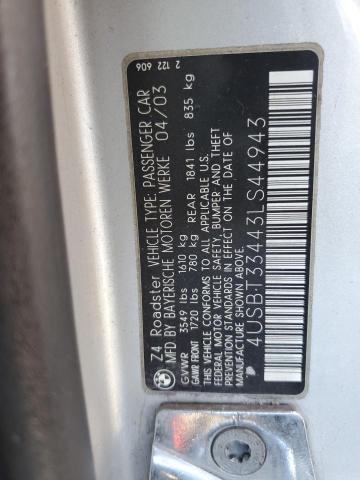 Z4 Roadster VEHICLE TYPE: PASSENGER CAR
MFD BY BAYERISCHE MOTOREN WERKE 04/03
GVWR 3549 lbs 1610 kg
GAWR FRONT 1720 lbs 780 kg REAR 1841 lbs 835 kg
THIS VEHICLE CONFORMS TO ALL APPLICABLE U.S.
FEDERAL MOTOR VEHICLE SAFETY, BUMPER AND THEFT
PREVENTION STANDARDS IN EFFECT ON THE DATE OF
MANUFACTURE SHOWN ABOVE
4USBT33443LS44943
2 122 606